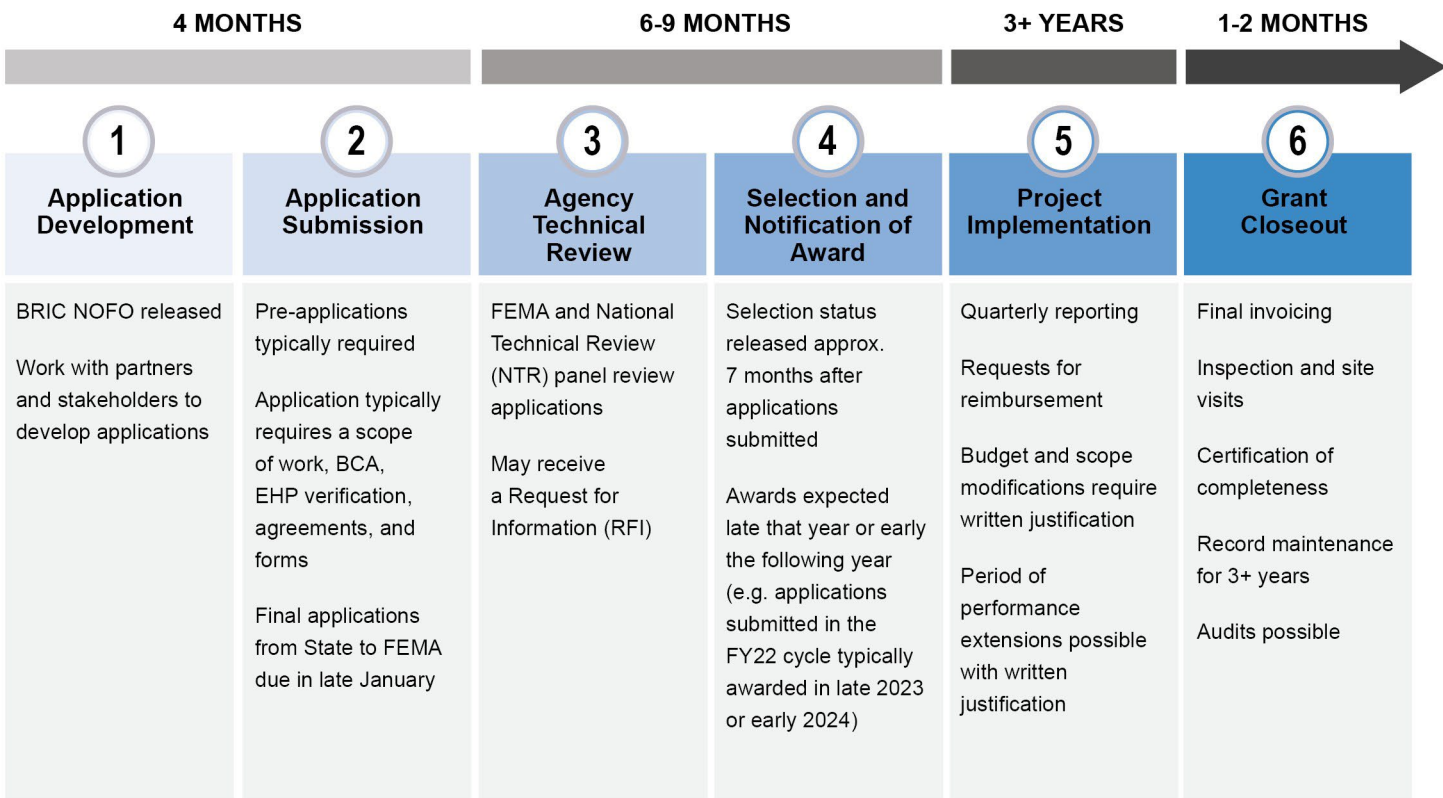 4 MONTHS
6-9 MONTHS
3+ YEARS
1-2 MONTHS
1
Application
Development
BRIC NOFO released
Work with partners
and stakeholders to
develop applications
2
Application
Submission
Pre-applications
typically required
Application typically
requires a scope
of work, BCA,
EHP verification,
agreements, and
forms
Final applications
from State to FEMA
due in late January
3
Agency
Technical
Review
FEMA and National
Technical Review
(NTR) panel review
applications
May receive
a Request for
Information (RFI)
4
Selection and
Notification of
Award
Selection status
released approx.
7 months after
applications
submitted
Awards expected
late that year or early
the following year
(e.g. applications
submitted in the
FY22 cycle typically
awarded in late 2023
or early 2024)
5
Project
Implementation
Quarterly reporting
Requests for
reimbursement
Budget and scope
modifications require
written justification
Period of
performance
extensions possible
with written
justification
6
Grant
Closeout
Final invoicing
Inspection and site
visits
Certification of
completeness
Record maintenance
for 3+ years
Audits possible